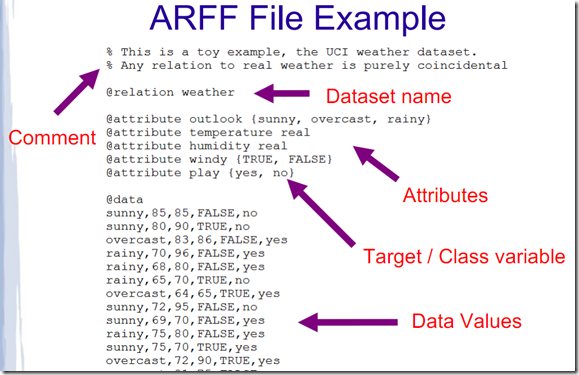 ARFF File Example
% This is a toy example, the UCI weather dataset.
% Any relation to real weather is purely coincidental
@relation weather
Dataset name
Comment
@attribute outlook {sunny, overcast, rainy}
@attribute temperature real
@attribute humidity real
@attribute windy {TRUE, FALSE}
@attribute play {yes, no}
Attributes
Target / Class variable
@data
sunny,85,85,FALSE,no
sunny,80,90,TRUE,no
overcast,83,86,FALSE,yes
rainy,70,96,FALSE,yes
rainy,68,80,FALSE,yes
rainy,65,70,TRUE,no
overcast,64,65,TRUE,yes
sunny,72,95,FALSE,no
sunny,69,70,FALSE,yes
rainy,75,80,FALSE,yes
sunny,75,70,TRUE,yes
overcast,72,90,TRUE,yes
Data Values